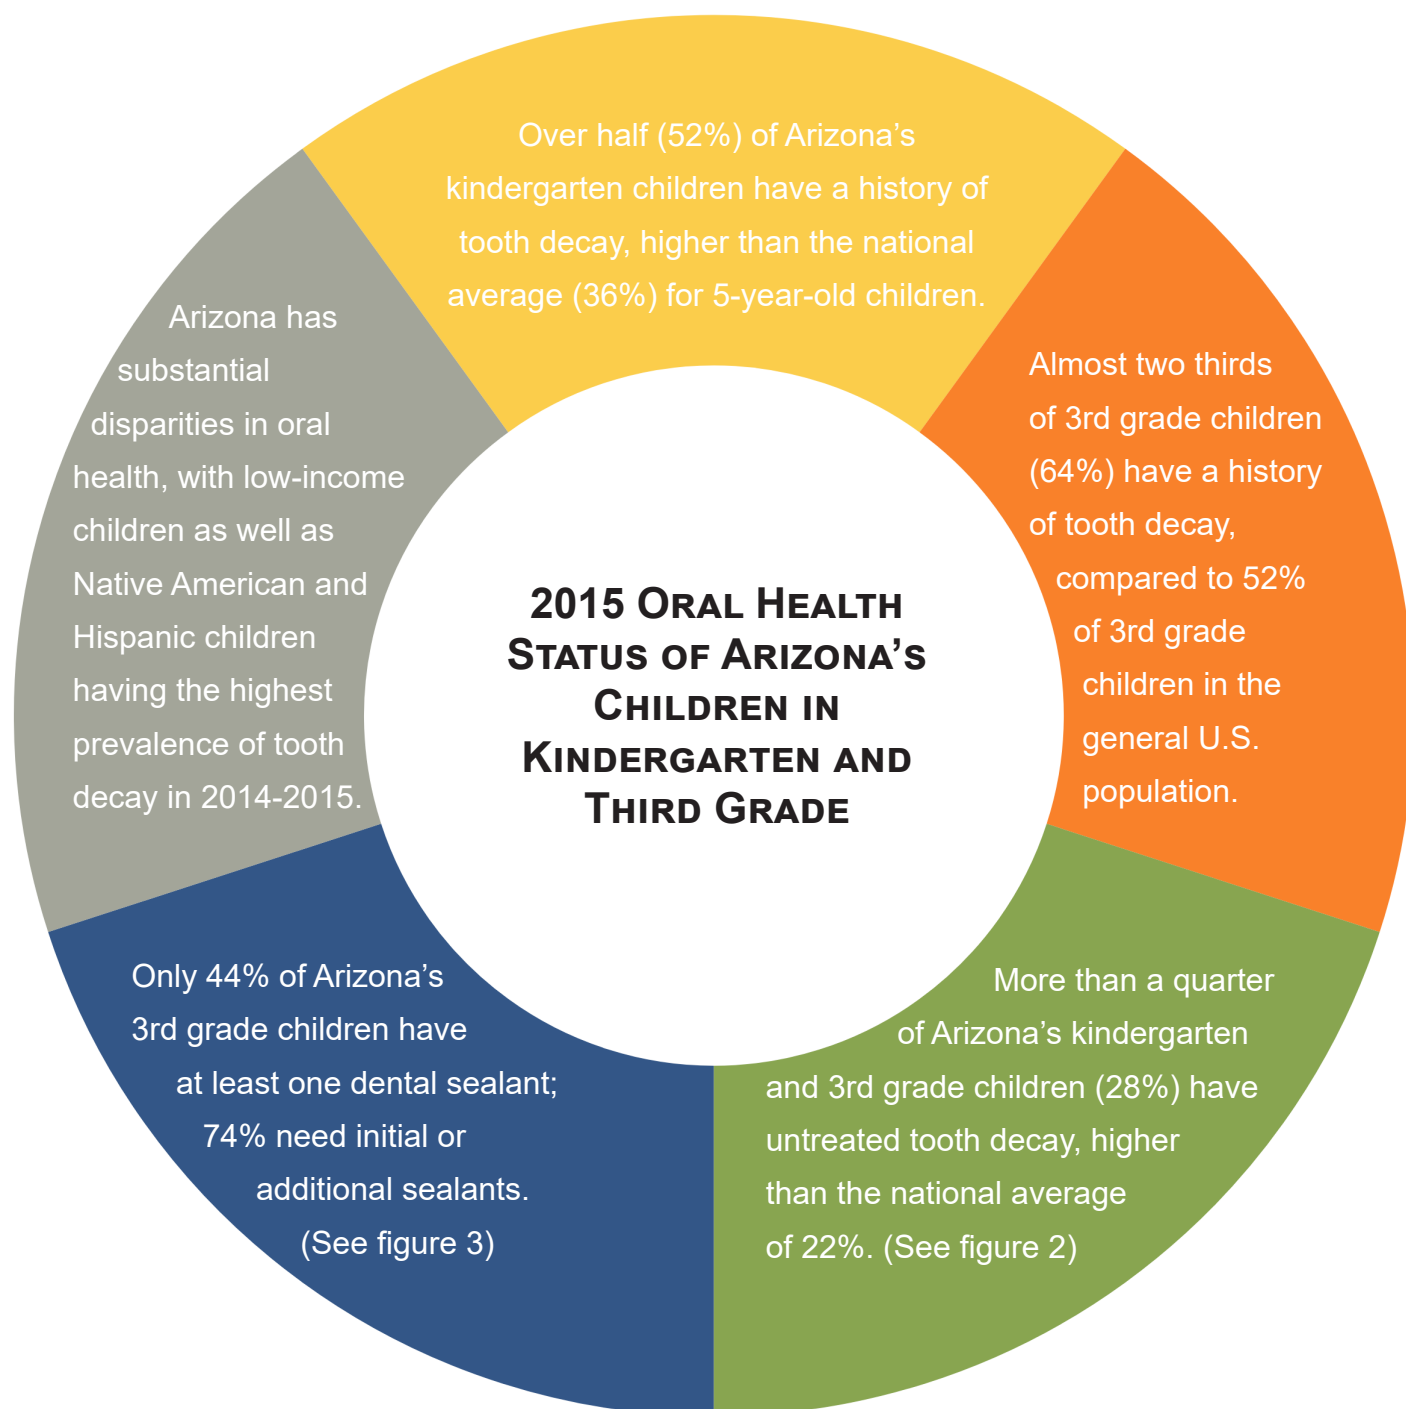 Over half (52%) of Arizona’s
kindergarten children have a history of
tooth decay, higher than the national
average (36%) for 5-year-old children.
Almost two thirds
of 3rd grade children
(64%) have a history
of tooth decay,
compared to 52%
of 3rd grade
children in the
general U.S.
population.
More than a quarter
of Arizona’s kindergarten
and 3rd grade children (28%) have
untreated tooth decay, higher
than the national average
of 22%. (See figure 2)
Only 44% of Arizona’s
3rd grade children have
at least one dental sealant;
74% need initial or
additional sealants.
(See figure 3)
Arizona has
substantial
disparities in oral
health, with low-income
children as well as
Native American and
Hispanic children
having the highest
prevalence of tooth
decay in 2014-2015.
2015 Oral Health
Status of Arizona’s
Children in
Kindergarten and
Third Grade